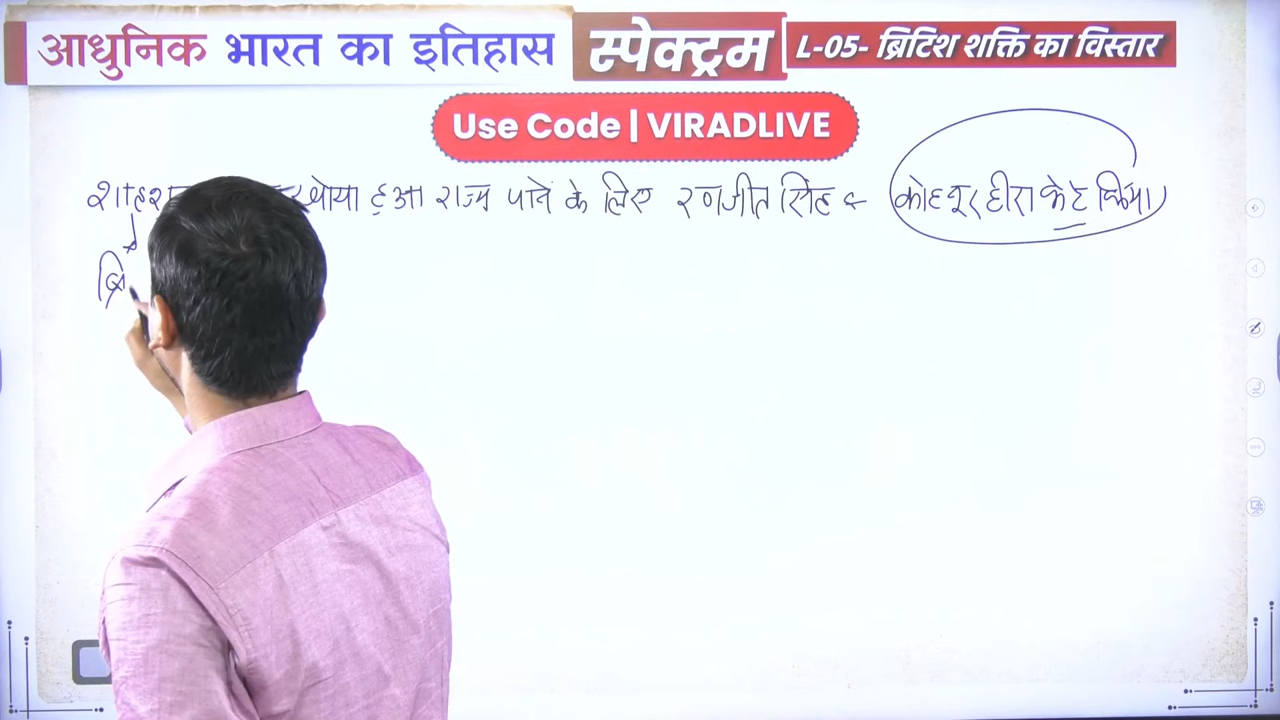 आधुनिक भारत का इतिहास स्पेक्ट्रम L-05- ब्रिटिश शक्ति का विस्तार
Use Code | VIRADLIVE
खोया हुआ राज्य पाने के लिए रणजीत सिंह कोहनूर हीरा किया